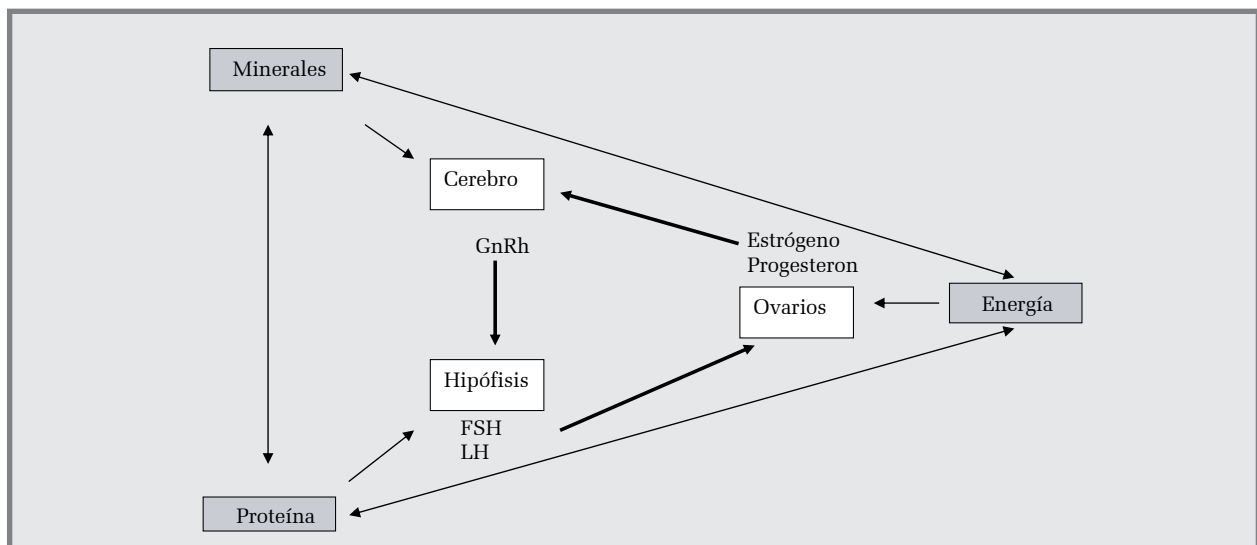 Minerales
Cerebro
GnRh
Estrógeno
Progesteron
Ovarios
Energía
Hipófisis
FSH
LH
Proteína